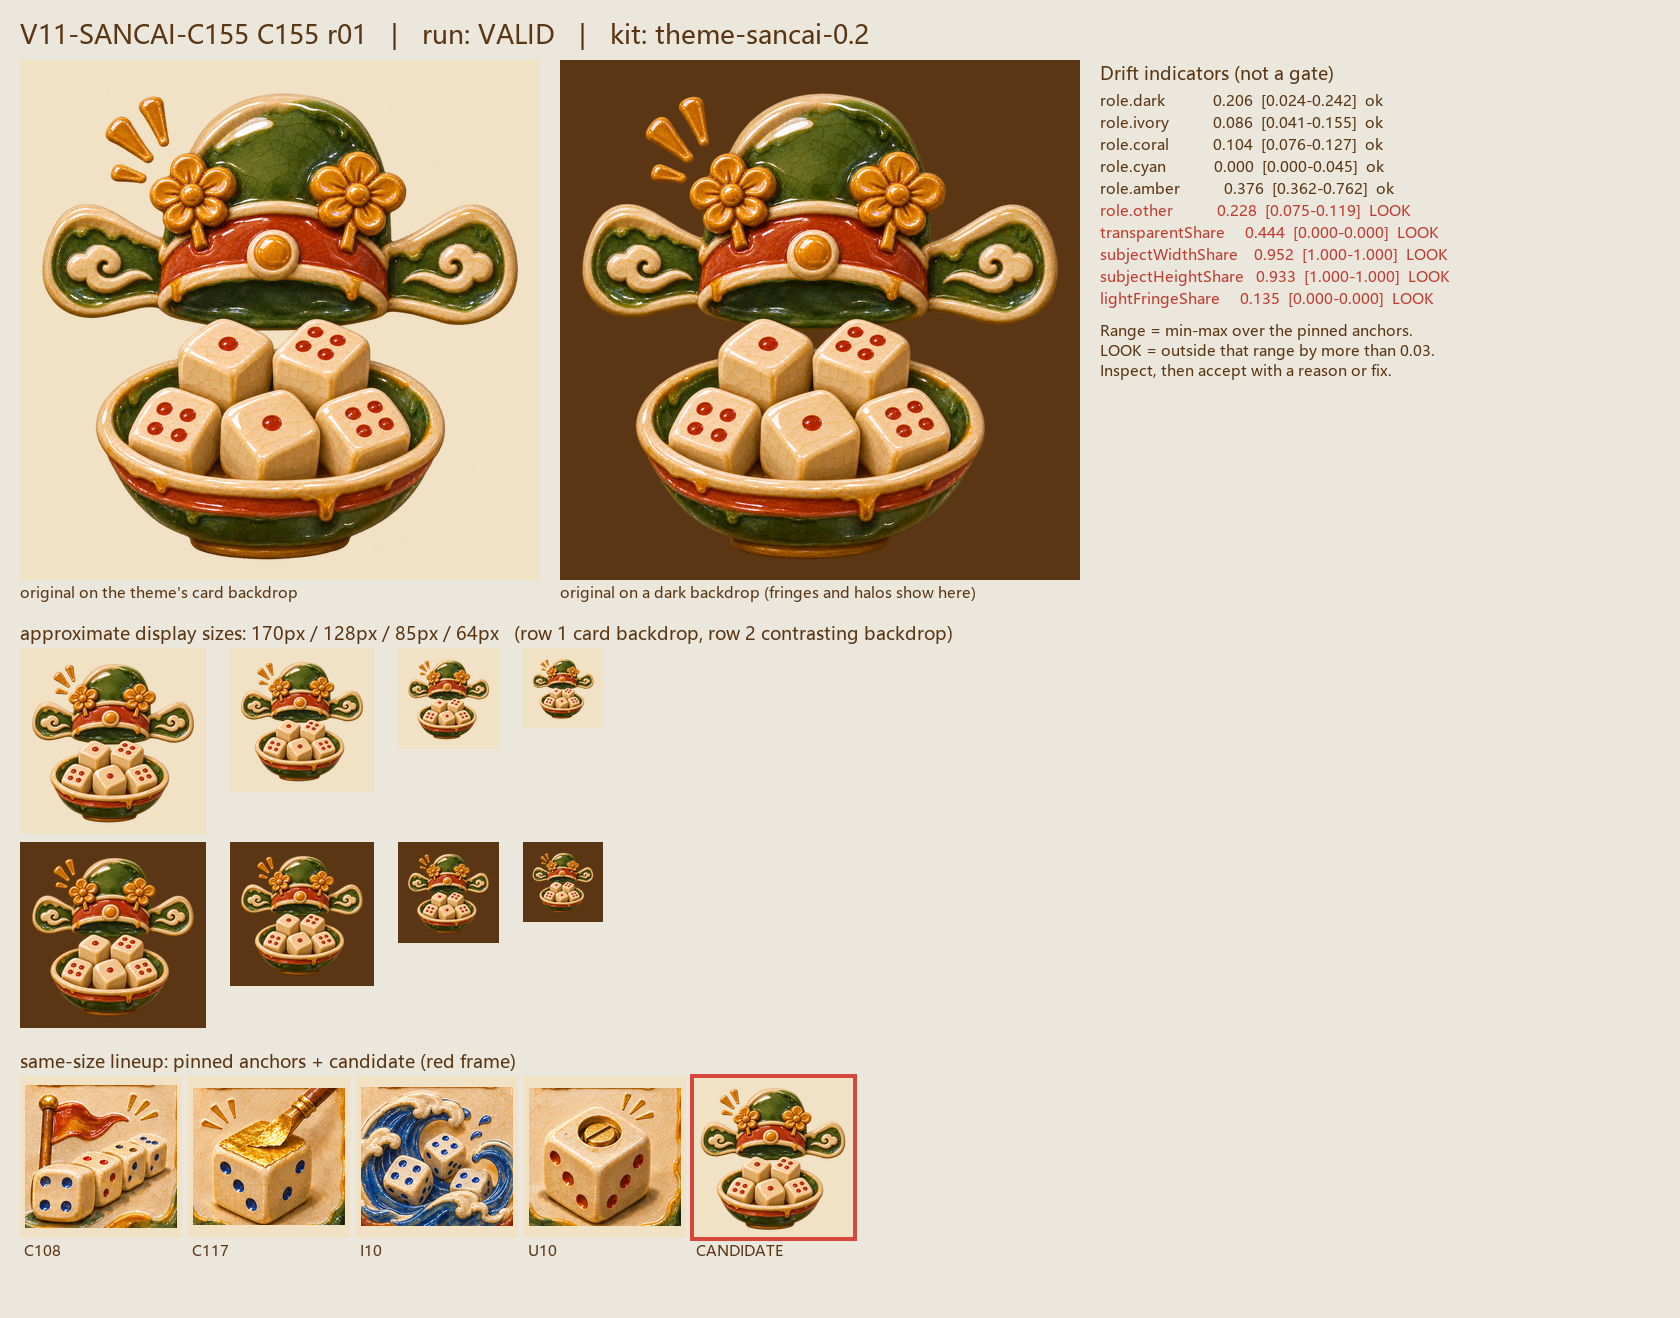 V11-SANCAI-C155 C155 r01 | run: VALID | kit: theme-sancai-0.2
Drift indicators (not a gate)
role.dark 0.206 [0.024-0.242] ok
role.ivory 0.086 [0.041-0.155] ok
role.coral 0.104 [0.076-0.127] ok
role.cyan 0.000 [0.000-0.045] ok
role.amber 0.376 [0.362-0.762] ok
role.other 0.228 [0.075-0.119] LOOK
transparentShare 0.444 [0.000-0.000] LOOK
subjectWidthShare 0.952 [1.000-1.000] LOOK
subjectHeightShare 0.933 [1.000-1.000] LOOK
lightFringeShare 0.135 [0.000-0.000] LOOK
Range = min-max over the pinned anchors.
LOOK = outside that range by more than 0.03.
Inspect, then accept with a reason or fix.
original on the theme's card backdrop
original on a dark backdrop (fringes and halos show here)
approximate display sizes: 170px / 128px / 85px / 64px (row 1 card backdrop, row 2 contrasting backdrop)
same-size lineup: pinned anchors + candidate (red frame)
C108
C117
I10
U10
CANDIDATE